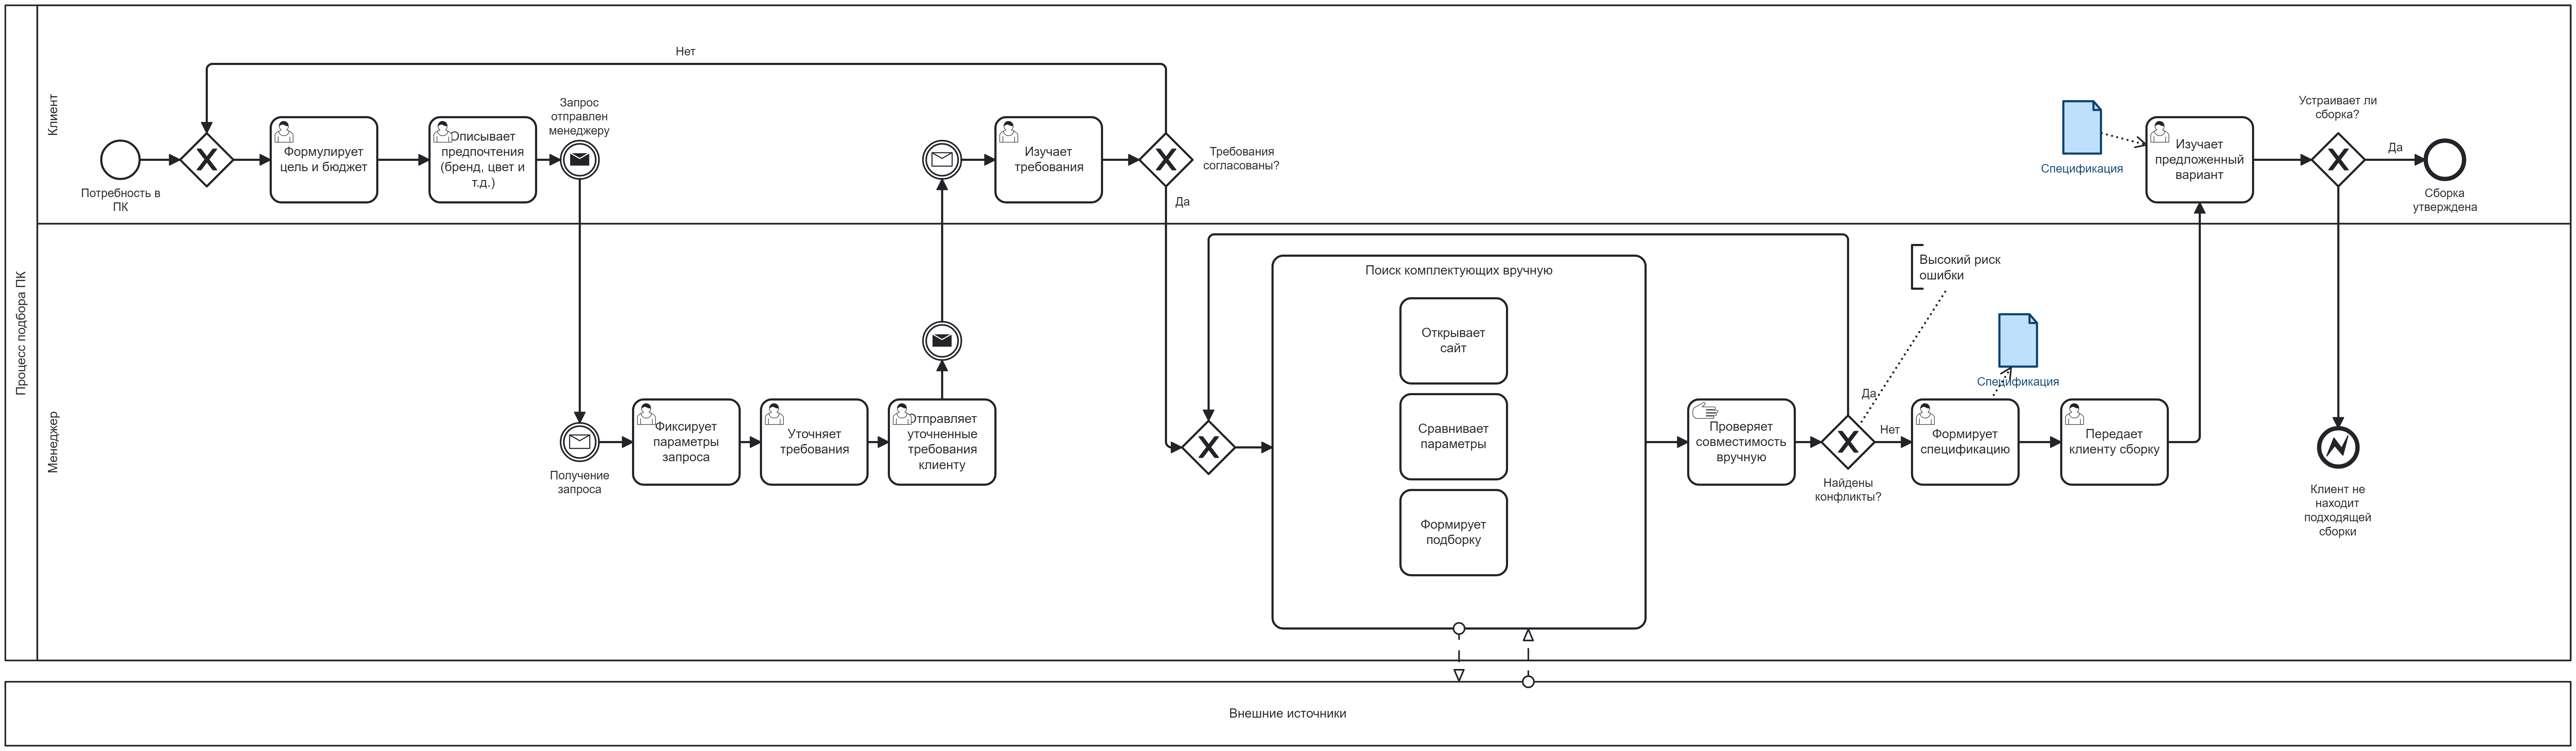 Процесс подбора ПК
Клиент
Нет
Потребность в
ПК
Формулирует
цель и бюджет
Описывает
предпочтения
(бренд, цвет и
т.д.)
Запрос
отправлен
менеджеру
Изучает
требования
Требования
согласованы?
Да
Спецификация
Изучает
предложенный
вариант
Устраивает ли
сборка?
Да
Сборка
утверждена
Менеджер
Получение
запроса
Фиксирует
параметры
запроса
Уточняет
требования
Отправляет
уточненные
требования
клиенту
Поиск комплектующих вручную
Открывает
сайт
Сравнивает
параметры
Формирует
подборку
Проверяет
совместимость
вручную
Да
Нет
Найдены
конфликты?
Высокий риск
ошибки
Спецификация
Формирует
спецификацию
Передает
клиенту сборку
Клиент не
находит
подходящей
сборки
Внешние источники